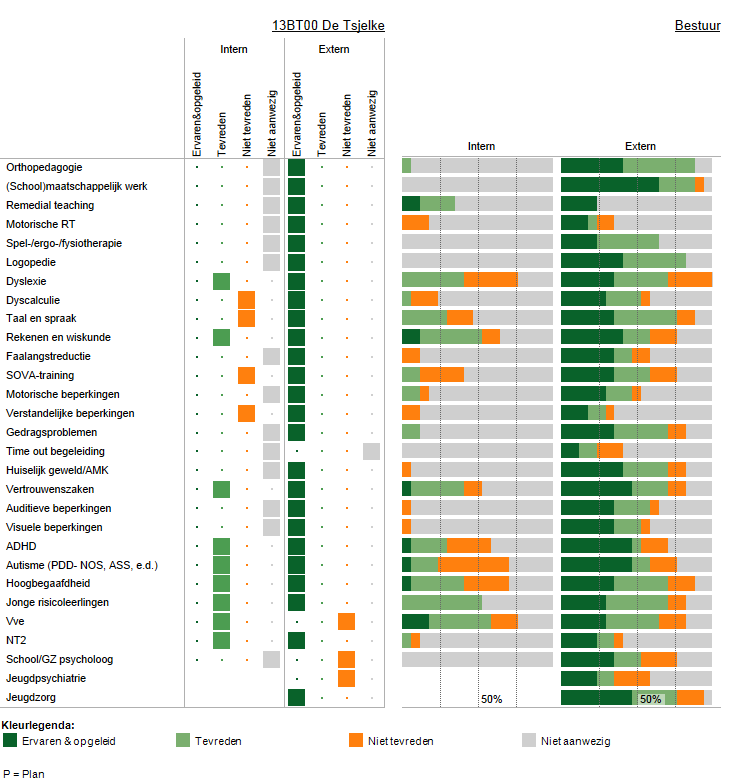 13BT00 De Tsjelke
Bestuur
Intern
Extern
Ervaren&opgeleid
Tevreden
Niet tevreden
Niet aanwezig
Ervaren&opgeleid
Tevreden
Niet tevreden
Niet aanwezig
Intern
Extern
Orthopedagogie
(School)maatschappelijk werk
Remedial teaching
Motorische RT
Spel-/ergo-/fysiotherapie
Logopedie
Dyslexie
Dyscalculie
Taal en spraak
Rekenen en wiskunde
Faalangstreductie
SOVA-training
Motorische beperkingen
Verstandelijke beperkingen
Gedragsproblemen
Time out begeleiding
Huiselijk geweld/AMK
Vertrouwenszaken
Auditieve beperkingen
Visuele beperkingen
ADHD
Autisme (PDD- NOS, ASS, e.d.)
Hoogbegaafdheid
Jonge risicoleerlingen
Vve
NT2
School/GZ psycholoog
Jeugdpsychiatrie
Jeugdzorg
50%
50%
Kleurlegenda:
Ervaren & opgeleid
Tevreden
Niet tevreden
Niet aanwezig
P = Plan